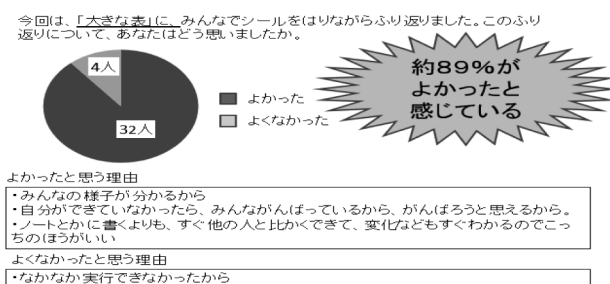 今回は、「大きな表」に、みんなでシールをはりながらふり返りました。このふり
返りについて、あなたはどう思いましたか。
4人
32人
よかった
よくなかった
約89%が
よかったと
感じている
よかったと思う理由
・みんなの様子が分かるから
・自分ができていなかったら、みんながんばっているから、がんばろうと思えるから。
・ノートとかに書くよりも、すぐ他の人と比かくできて、変化などもすぐわかるのでこっ
ちのほうがいい
よくなかったと思う理由
・なかなか実行できなかったから